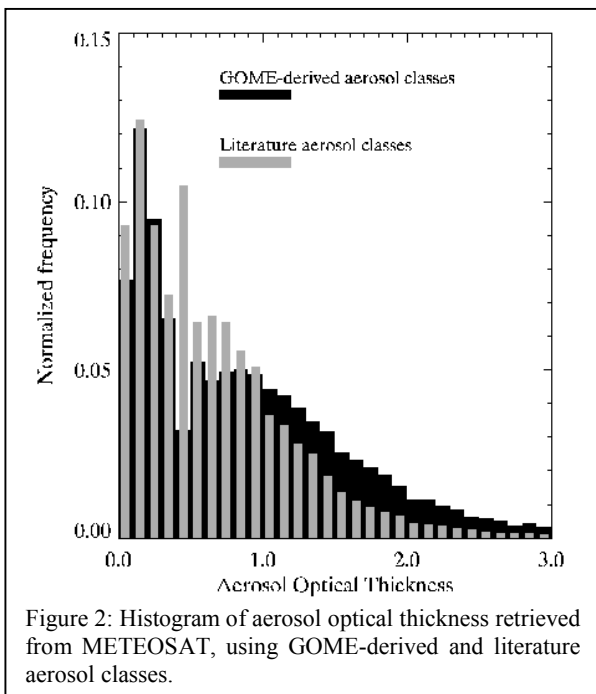 0.15
GOME-derived aerosol classes
Literature aerosol classes
0.10
Normalized frequency
0.05
0.00
0.0 1.0 2.0 3.0
Aerosol Optical Thickness
Figure 2: Histogram of aerosol optical thickness retrieved
from METEOSAT, using GOME-derived and literature
aerosol classes.